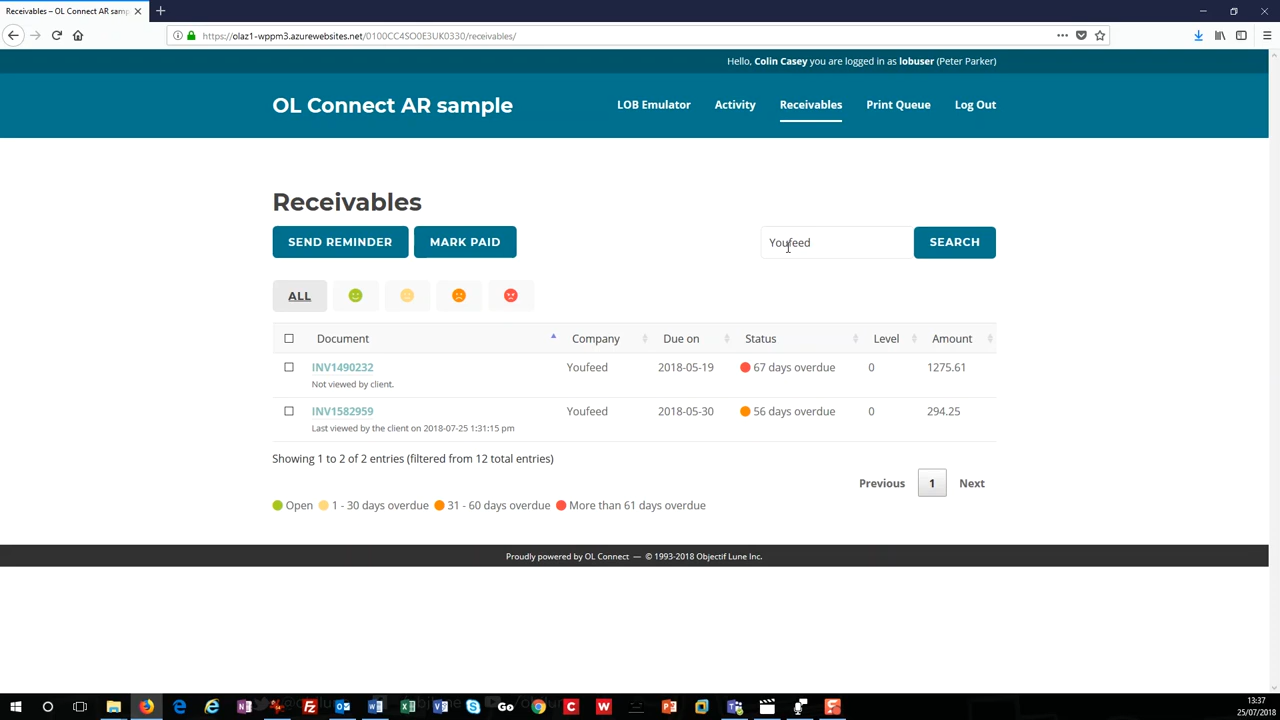 Receivables – OL Connect AR samp
https://olaz1-wppm3.azurewebsites.net/0100CC4SO0E3UK0330/receivables/
Hello, Colin Casey you are logged in as lobuser (Peter Parker)
OL Connect AR sample
LOB Emulator Activity Receivables Print Queue Log Out
Receivables
SEND REMINDER MARK PAID Youfeed SEARCH
ALL
Document Company Due on Status Level Amount
INV1490232 Youfeed 2018-05-19 67 days overdue 0 1275.61
Not viewed by client.
INV1582959 Youfeed 2018-05-30 56 days overdue 0 294.25
Last viewed by the client on 2018-07-25 1:31:15 pm
Showing 1 to 2 of 2 entries (filtered from 12 total entries)
Previous 1 Next
Open 1 - 30 days overdue 31 - 60 days overdue More than 61 days overdue
Proudly powered by OL Connect — © 1993-2018 Objectif Lune Inc.
13:37
25/07/2018